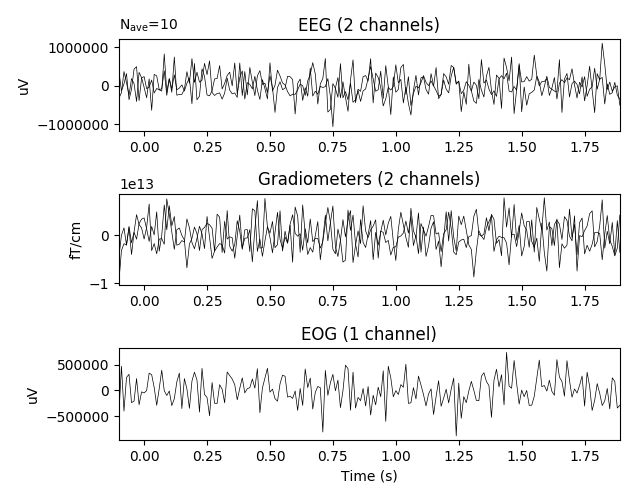 N_ave=10
EEG (2 channels)
1000000
0
−1000000
uV
0.00 0.25 0.50 0.75 1.00 1.25 1.50 1.75
1e13
Gradiometers (2 channels)
0
−1
fT/cm
0.00 0.25 0.50 0.75 1.00 1.25 1.50 1.75
EOG (1 channel)
500000
0
−500000
uV
0.00 0.25 0.50 0.75 1.00 1.25 1.50 1.75
Time (s)